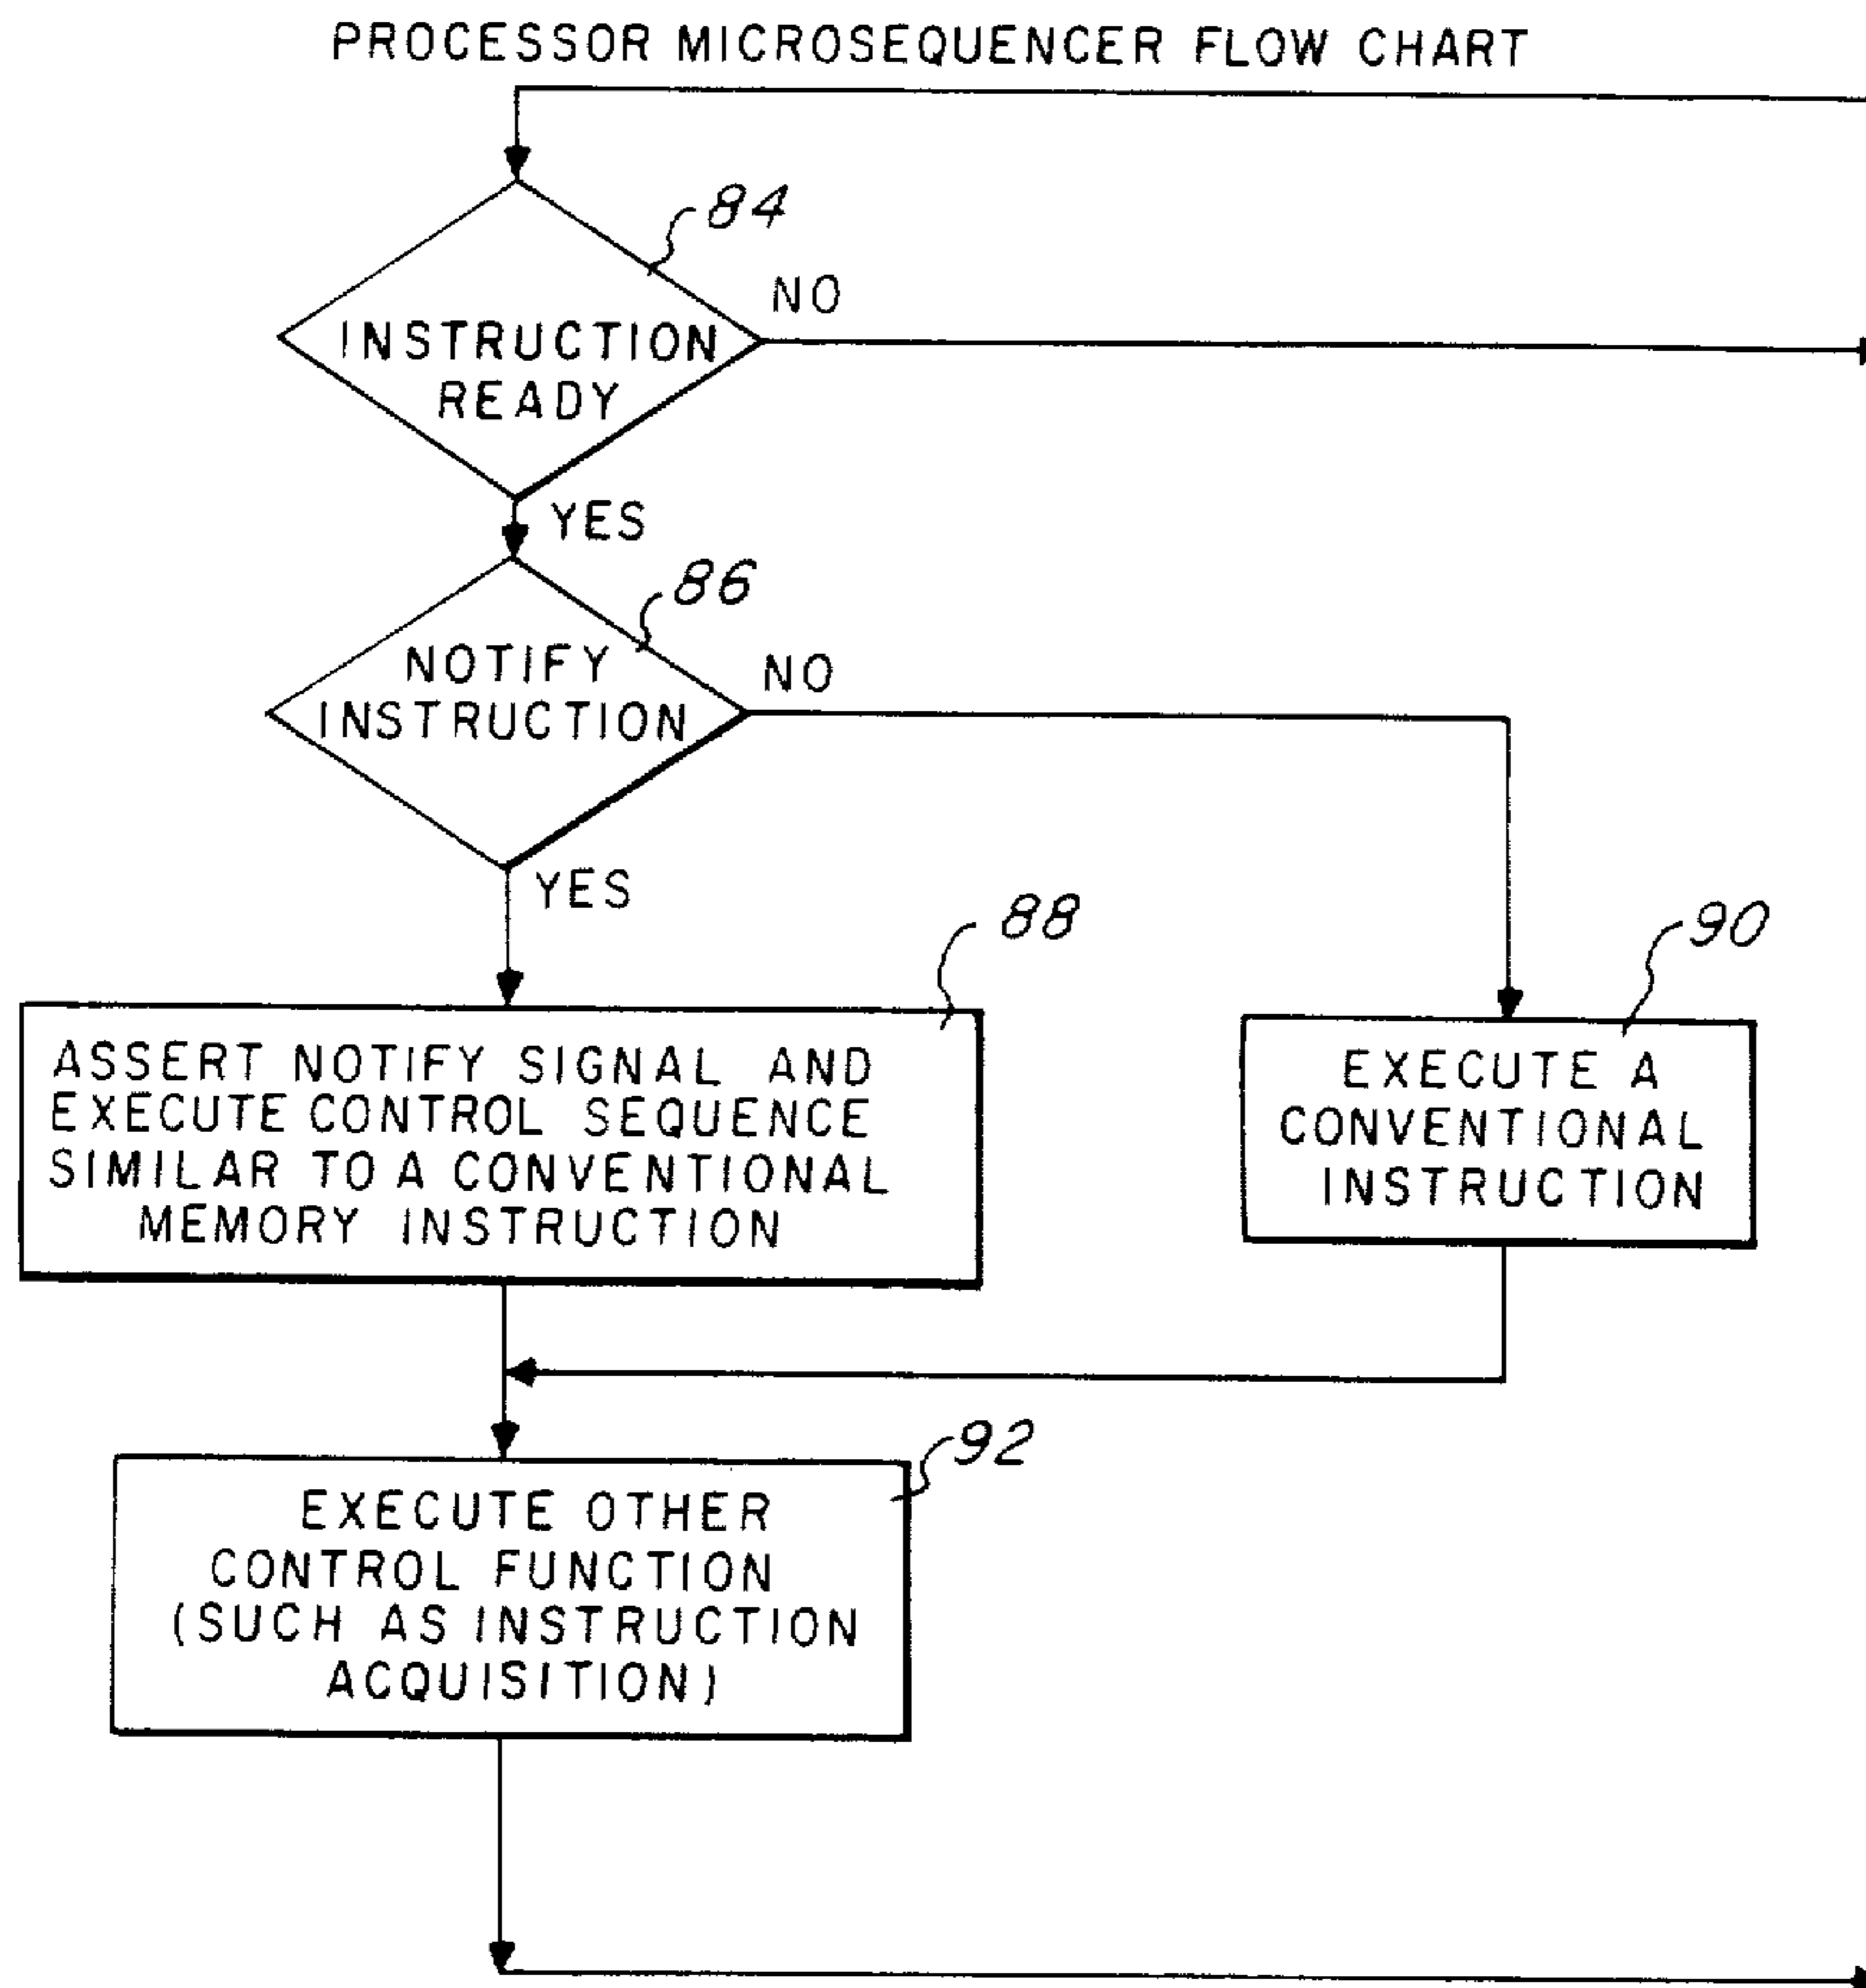 PROCESSOR MICROSEQUENCER FLOW CHART
84
NO
INSTRUCTION
READY
YES
86
NOTIFY
INSTRUCTION
NO
YES
88
90
ASSERT NOTIFY SIGNAL AND
EXECUTE CONTROL SEQUENCE
SIMILAR TO A CONVENTIONAL
MEMORY INSTRUCTION
EXECUTE A
CONVENTIONAL
INSTRUCTION
92
EXECUTE OTHER
CONTROL FUNCTION
(SUCH AS INSTRUCTION
ACQUISITION)